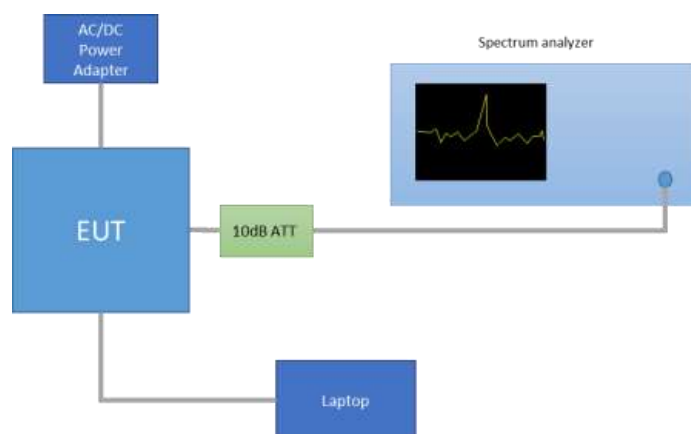 AC/DC
Power
Adapter
Spectrum analyzer
EUT
10dB ATT
Laptop